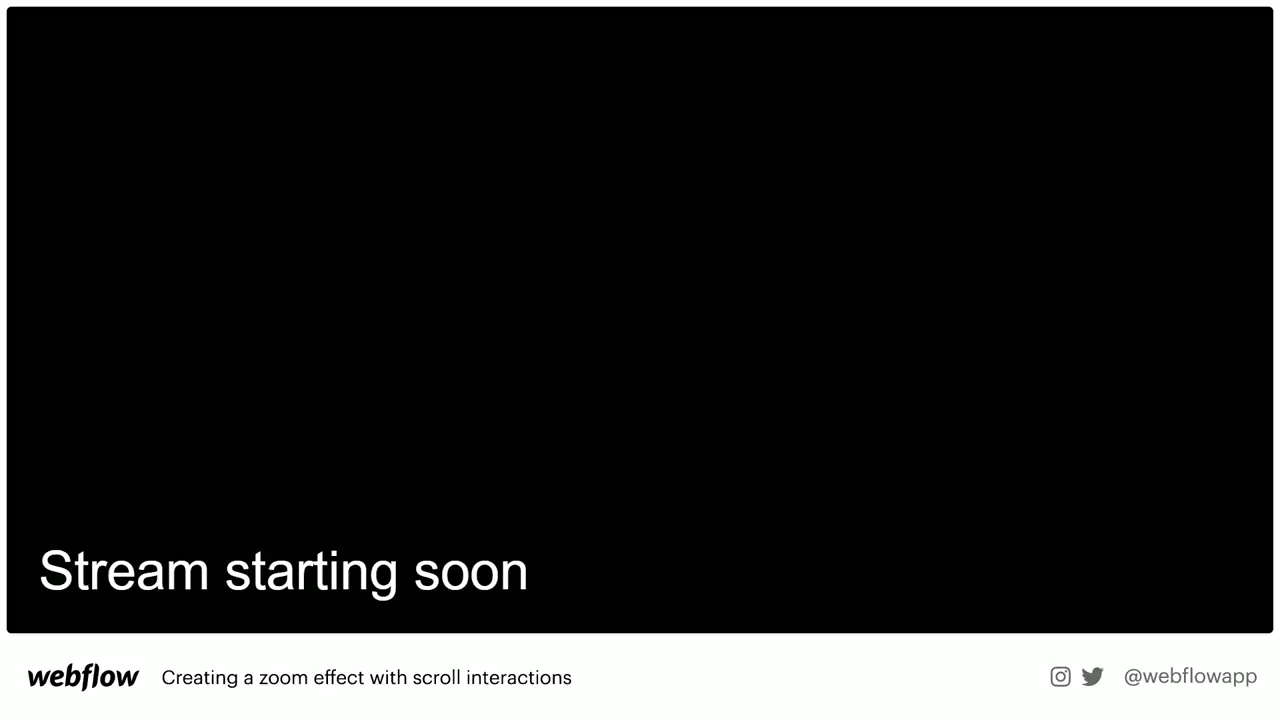 Stream starting soon
webflow Creating a zoom effect with scroll interactions @webflowapp